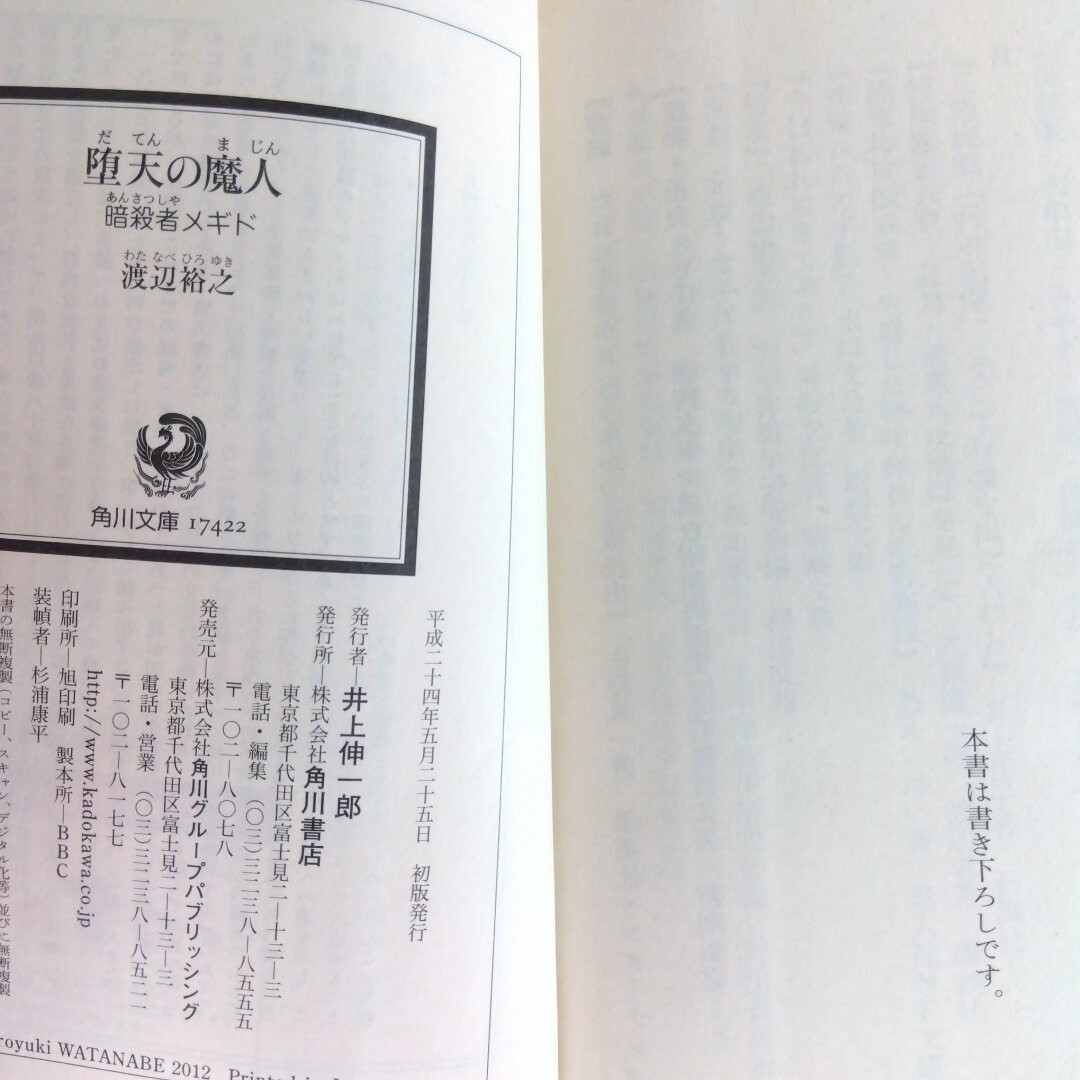 本書は書き下ろしです。
だてん まじん
堕天の魔人
あんさつしや
暗殺者メギド
わたなべひろゆき
渡辺裕之
角川文庫 17422
平成二十四年五月二十五日 初版発行
発行者―井上伸一郎
発行所―株式会社角川書店
東京都千代田区富士見二―十三―三
電話・編集 (〇三)三二三八―八五五五
〒一〇二―八〇七八
発売元―株式会社角川グループパブリッシング
東京都千代田区富士見二―十三―三
電話・営業 (〇三)三二三八―八五二一
〒一〇二―八一七七
http://www.kadokawa.co.jp
印刷所―旭印刷 製本所―BBC
装幀者―杉浦康平
本書の無断複製(コピー、スキャン、デジタル化等)並びに無断複製
royuki WATANABE 2012 Printed in